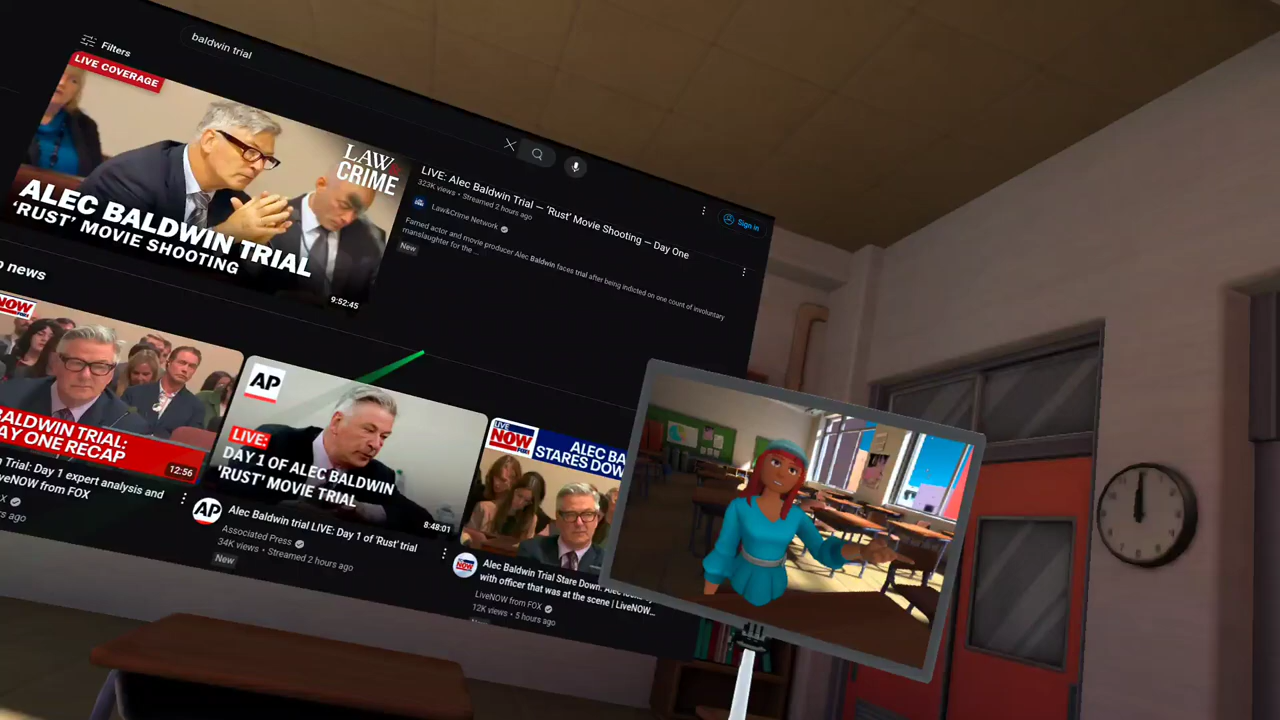 baldwin trial
Filters
LIVE COVERAGE
LAW&
CRIME
ALEC BALDWIN TRIAL
'RUST' MOVIE SHOOTING
9:52:45
LIVE: Alec Baldwin Trial — 'Rust' Movie Shooting — Day One
323K views • Streamed 2 hours ago
Law&Crime Network
Famed actor and movie producer Alec Baldwin faces trial after being indicted on one count of involuntary
manslaughter for the ...
New
Sign in
news
NOW
BALDWIN TRIAL:
DAY ONE RECAP
12:56
Trial: Day 1 expert analysis and
LiveNOW from FOX
ago
AP
LIVE:
DAY 1 OF ALEC BALDWIN
'RUST' MOVIE TRIAL
8:48:01
AP
Alec Baldwin trial LIVE: Day 1 of 'Rust' trial
Associated Press
34K views • Streamed 2 hours ago
New
LIVE
NOW
FOX
ALEC BA
STARES DOW
Alec Baldwin Trial Stare Down: Alec
with officer that was at the scene | LiveNOW...
LiveNOW from FOX
12K views • 5 hours ago